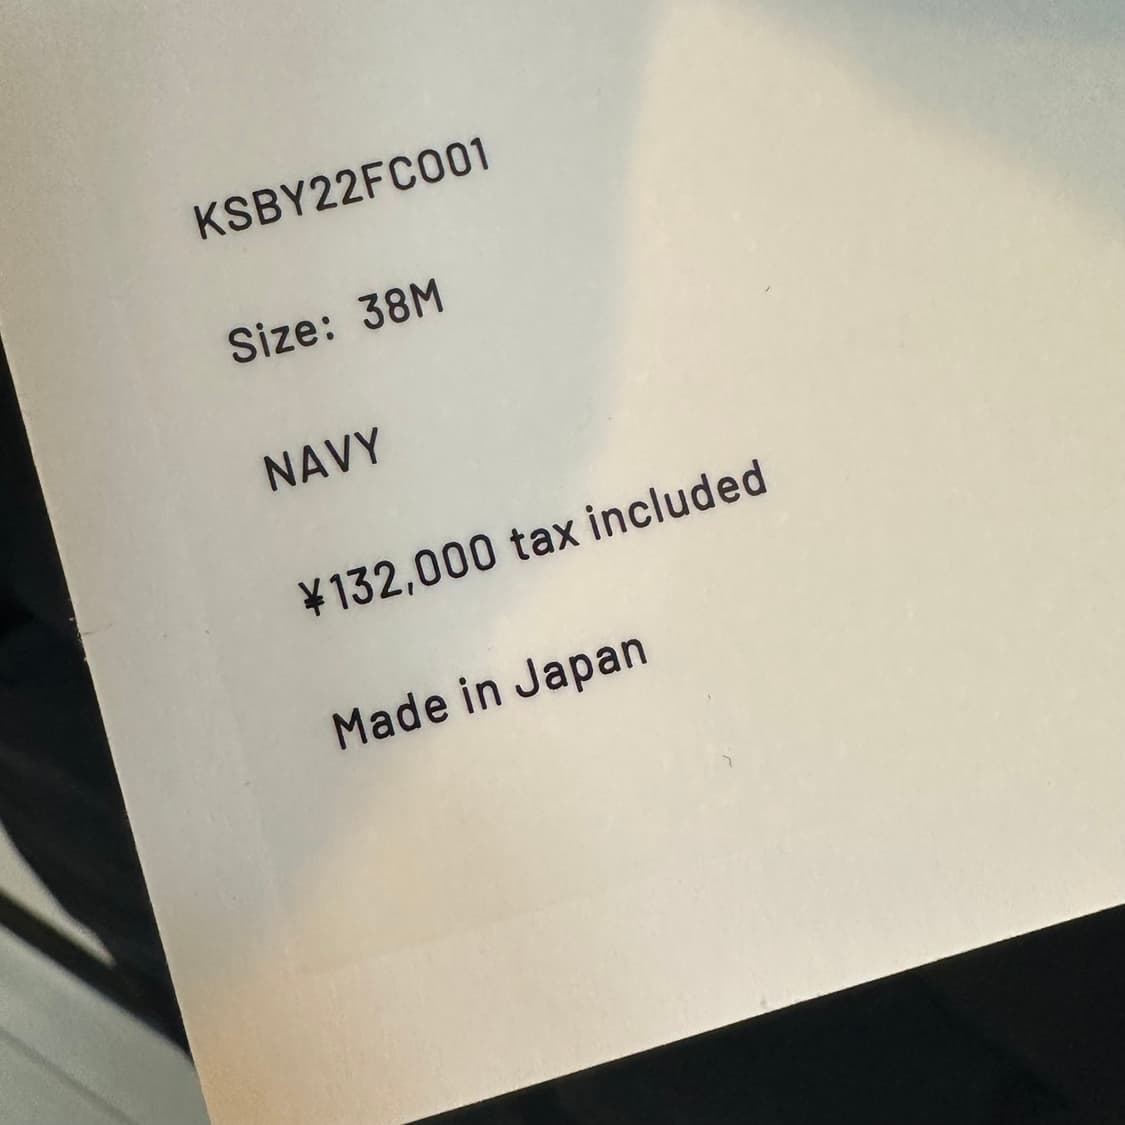 KSBY22FC001
Size: 38M
NAVY
¥132,000 tax included
Made in Japan